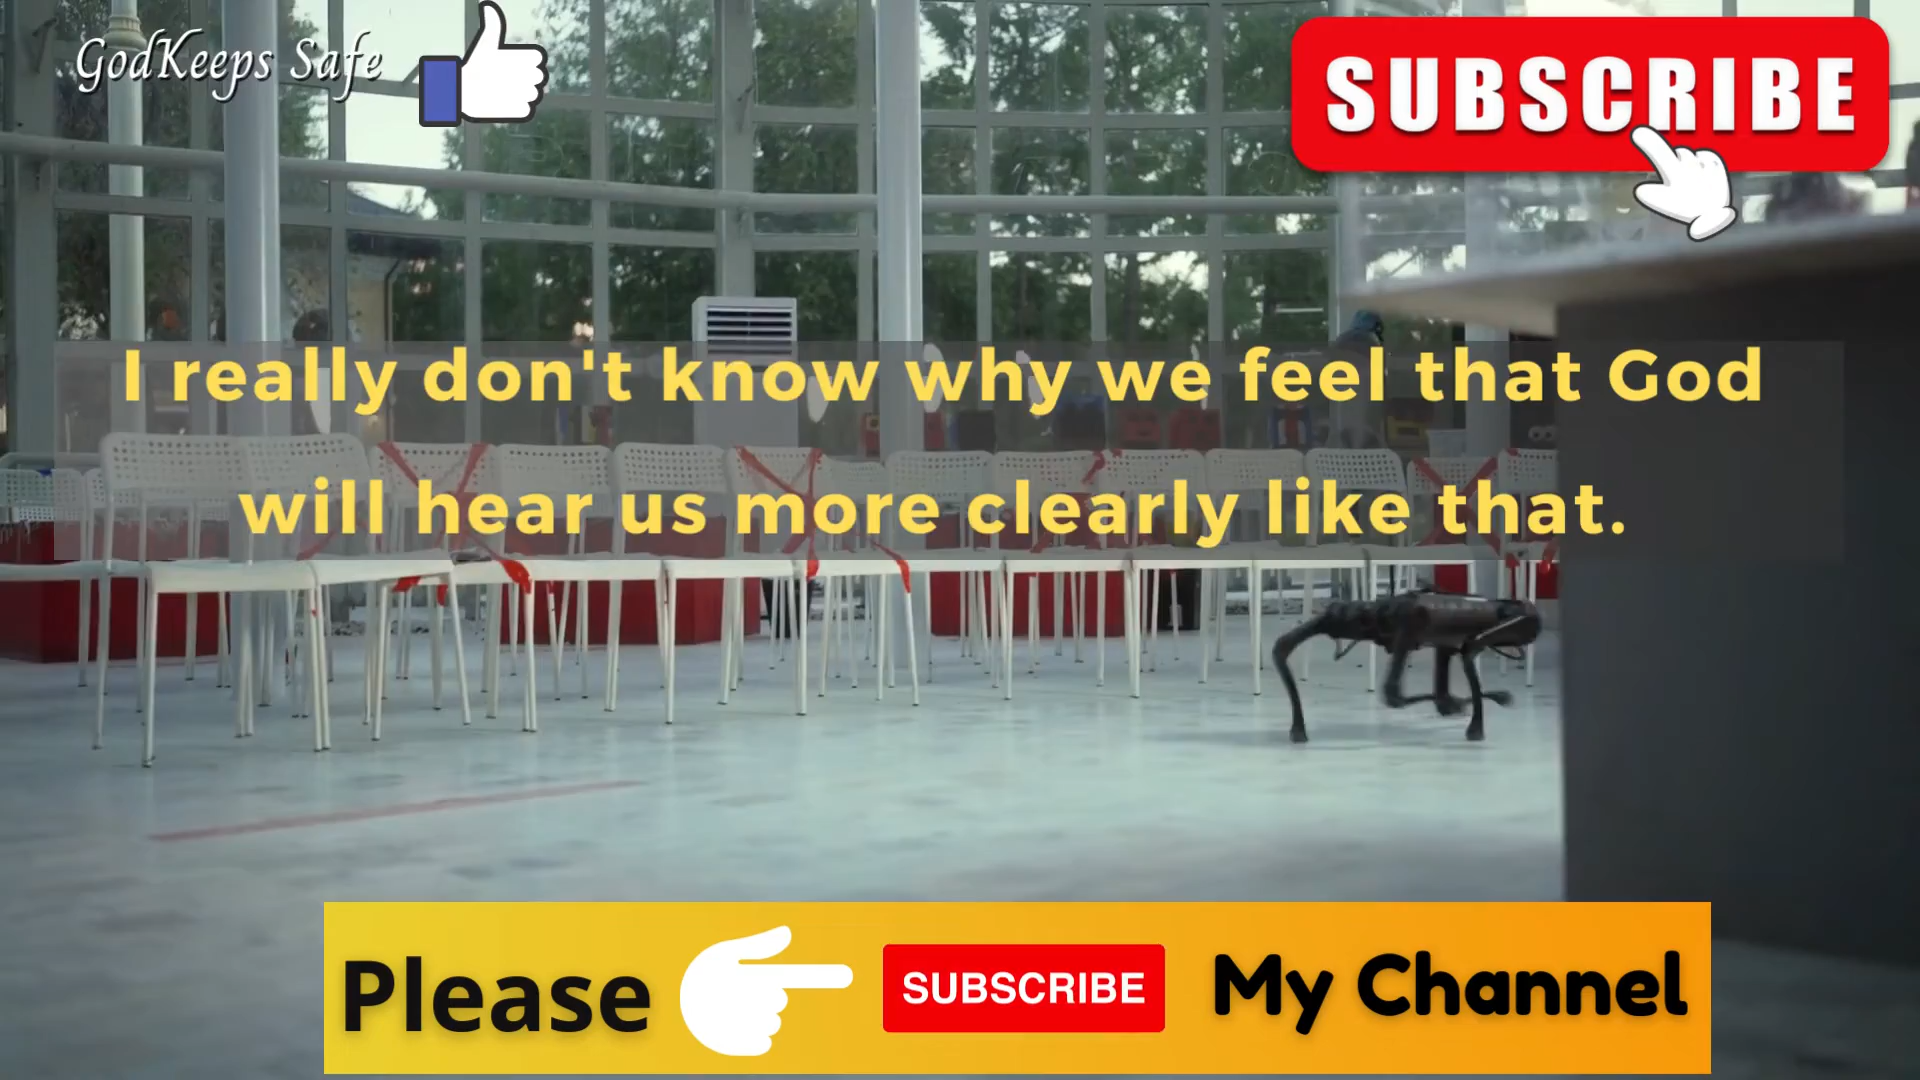 GodKeeps Safe
SUBSCRIBE
I really don't know why we feel that God
will hear us more clearly like that.
Please SUBSCRIBE My Channel